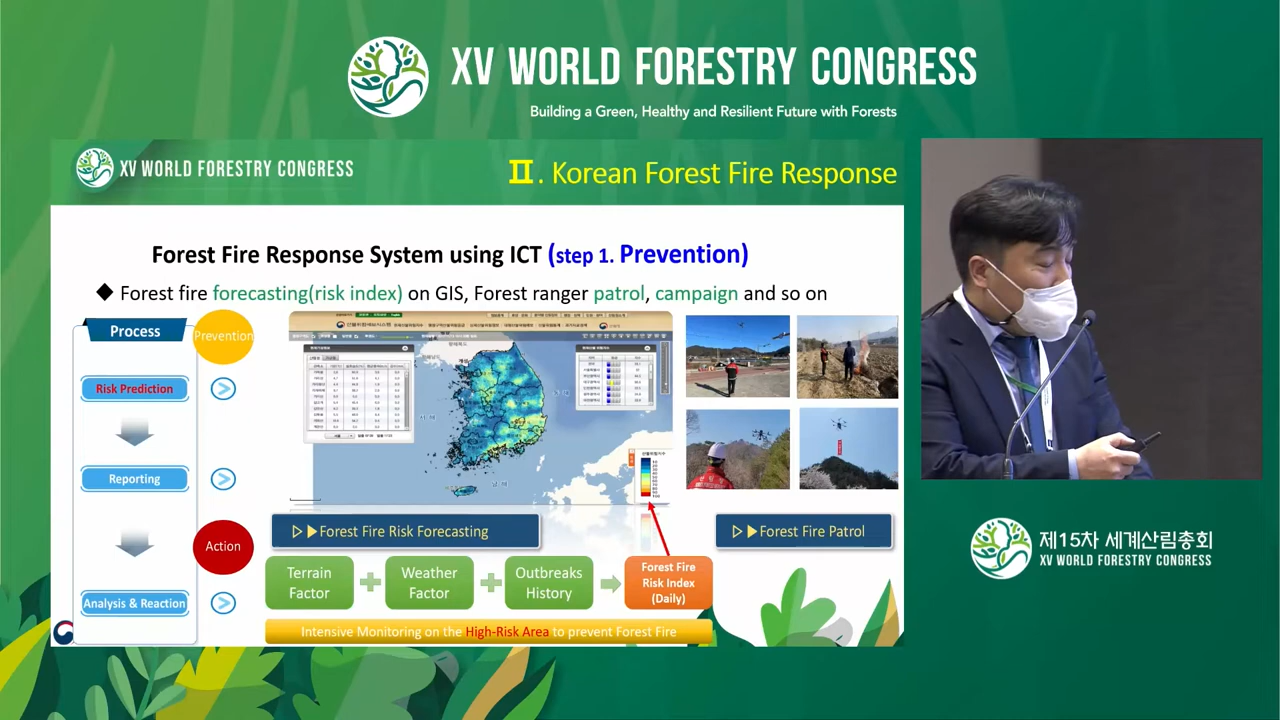 XV WORLD FORESTRY CONGRESS
Building a Green, Healthy and Resilient Future with Forests
XV WORLD FORESTRY CONGRESS
Ⅱ. Korean Forest Fire Response
Forest Fire Response System using ICT (step 1. Prevention)
◆ Forest fire forecasting(risk index) on GIS, Forest ranger patrol, campaign and so on
Process
Prevention
Risk Prediction
Reporting
Action
Analysis & Reaction
▷▶Forest Fire Risk Forecasting
▷▶Forest Fire Patrol
Terrain
Factor
Weather
Factor
Outbreaks
History
Forest Fire
Risk Index
(Daily)
Intensive Monitoring on the High-Risk Area to prevent Forest Fire
제15차 세계산림총회
XV WORLD FORESTRY CONGRESS